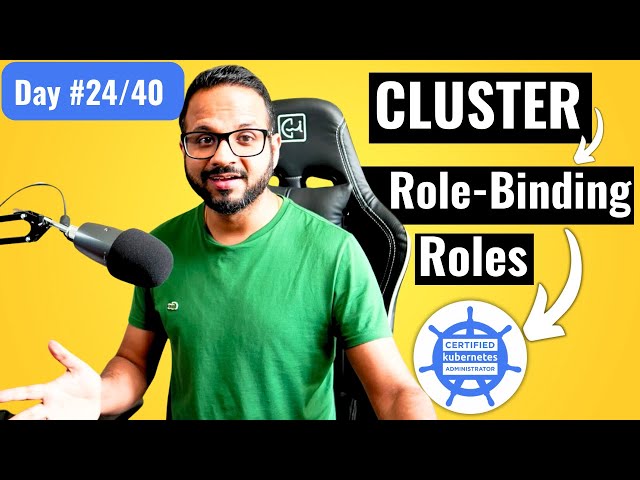 Day #24/40
CLUSTER
Role-Binding
Roles
CERTIFIED
kubernetes
ADMINISTRATOR